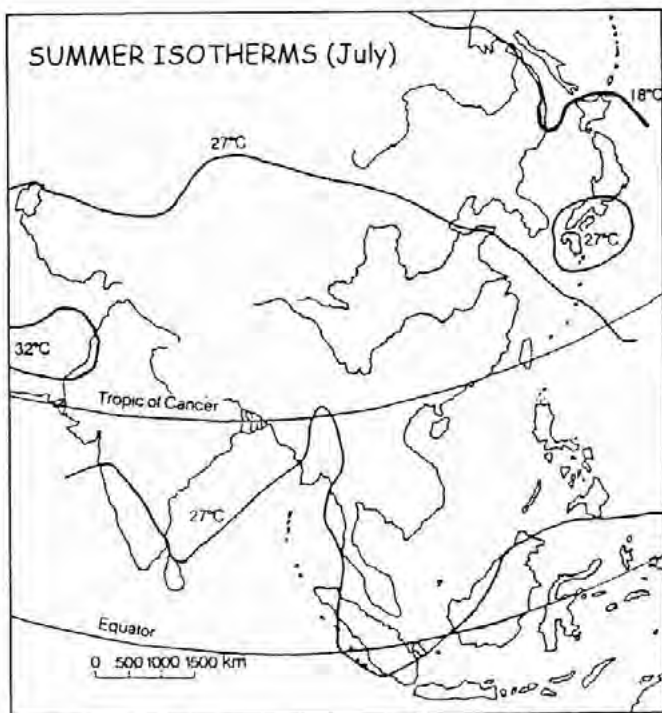 SUMMER ISOTHERMS (July)
18°C
27°C
27°C
32°C
Tropic of Cancer
27°C
Equator
0 500 1000 1500 km